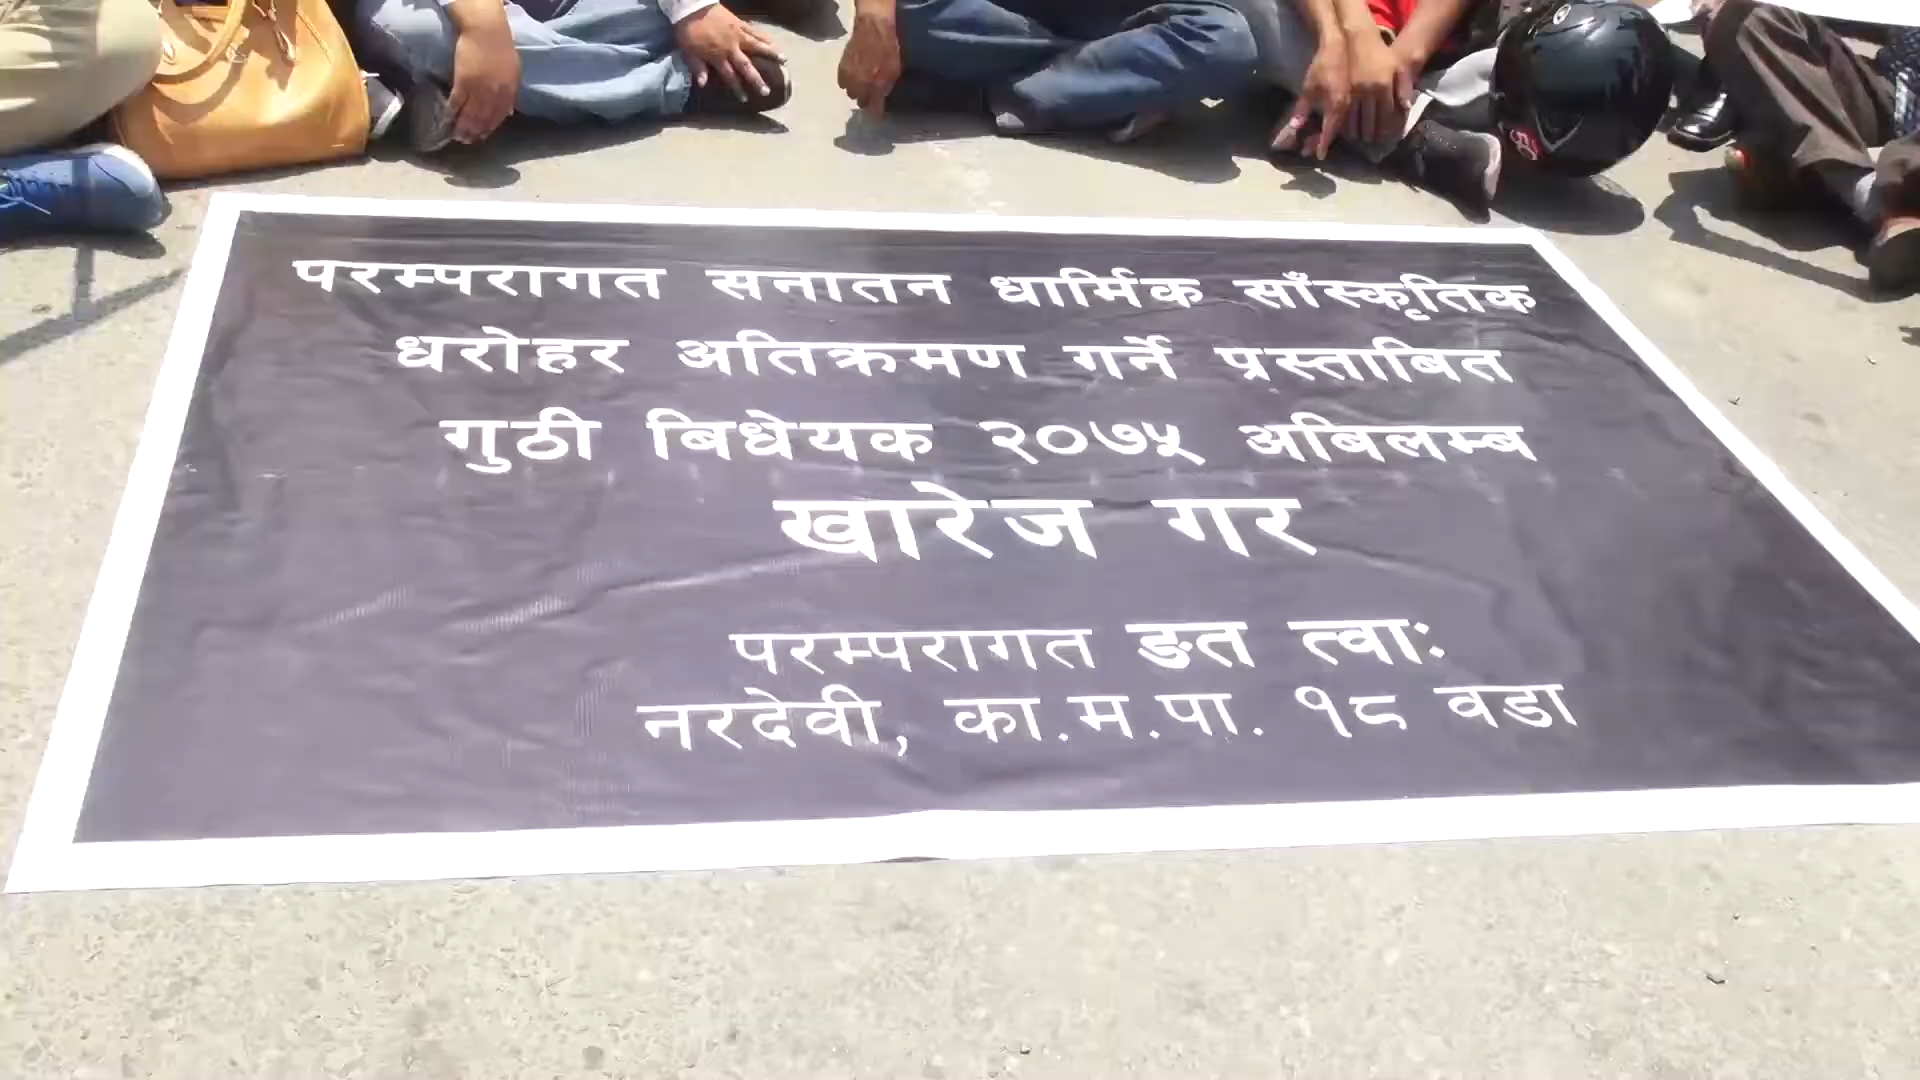 परम्परागत सनातन धार्मिक साँस्कृतिक
धरोहर अतिक्रमण गर्ने प्रस्ताबित
गुठी बिधेयक २०७५ अबिलम्ब
खारेज गर
परम्परागत ङत त्वाः
नरदेवी, का.म.पा. १८ वडा